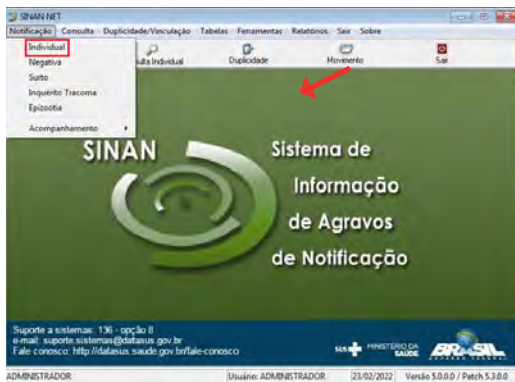 SINAN NET
Notificação Consulta Duplicidade/Vinculação Tabelas Ferramentas Relatórios Sair Sobre
Individual
Negativa
Surto
Inquérito Tracoma
Epizootia
Acompanhamento
Individual Duplicidade Movimento Sair
SINAN
Sistema de
Informação
de Agravos
de Notificação
Suporte a sistemas: 136 - opção 8
e-mail: suporte.sistemas@datasus.gov.br
Fale conosco: http://datasus.saude.gov.br/fale-conosco
SUS MINISTÉRIO DA SAÚDE BRASIL
ADMINISTRADOR Usuário: ADMINISTRADOR 23/02/2022 Versão 5.0.0.0 / Patch 5.3.0.0